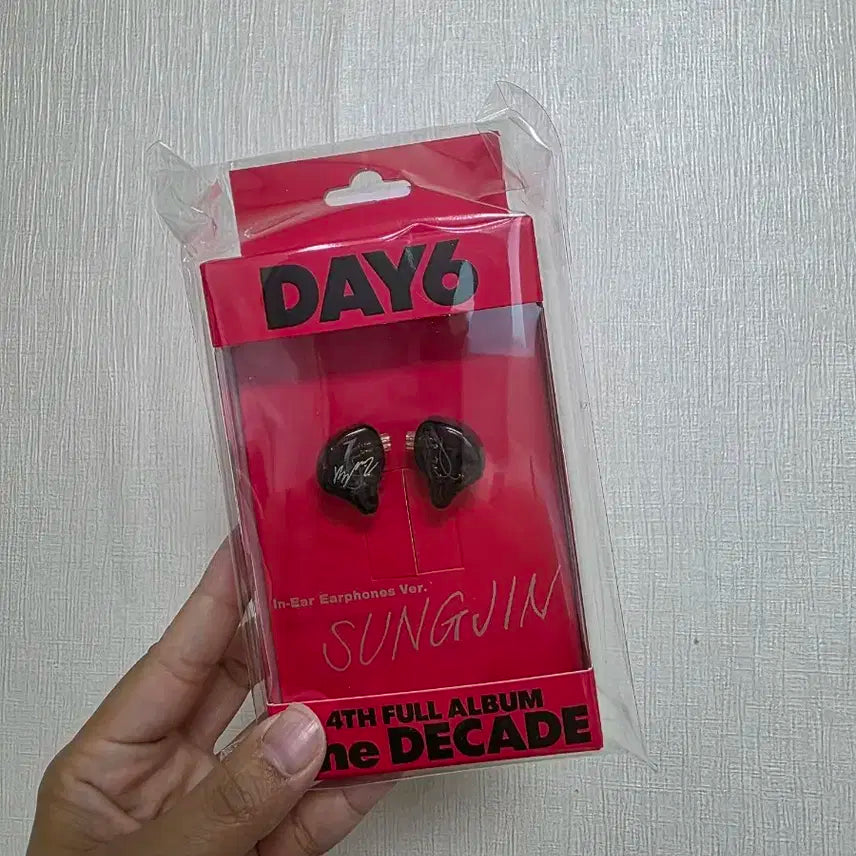 DAY6
In-Ear Earphones Ver.
SUNGJIN
4TH FULL ALBUM
he DECADE